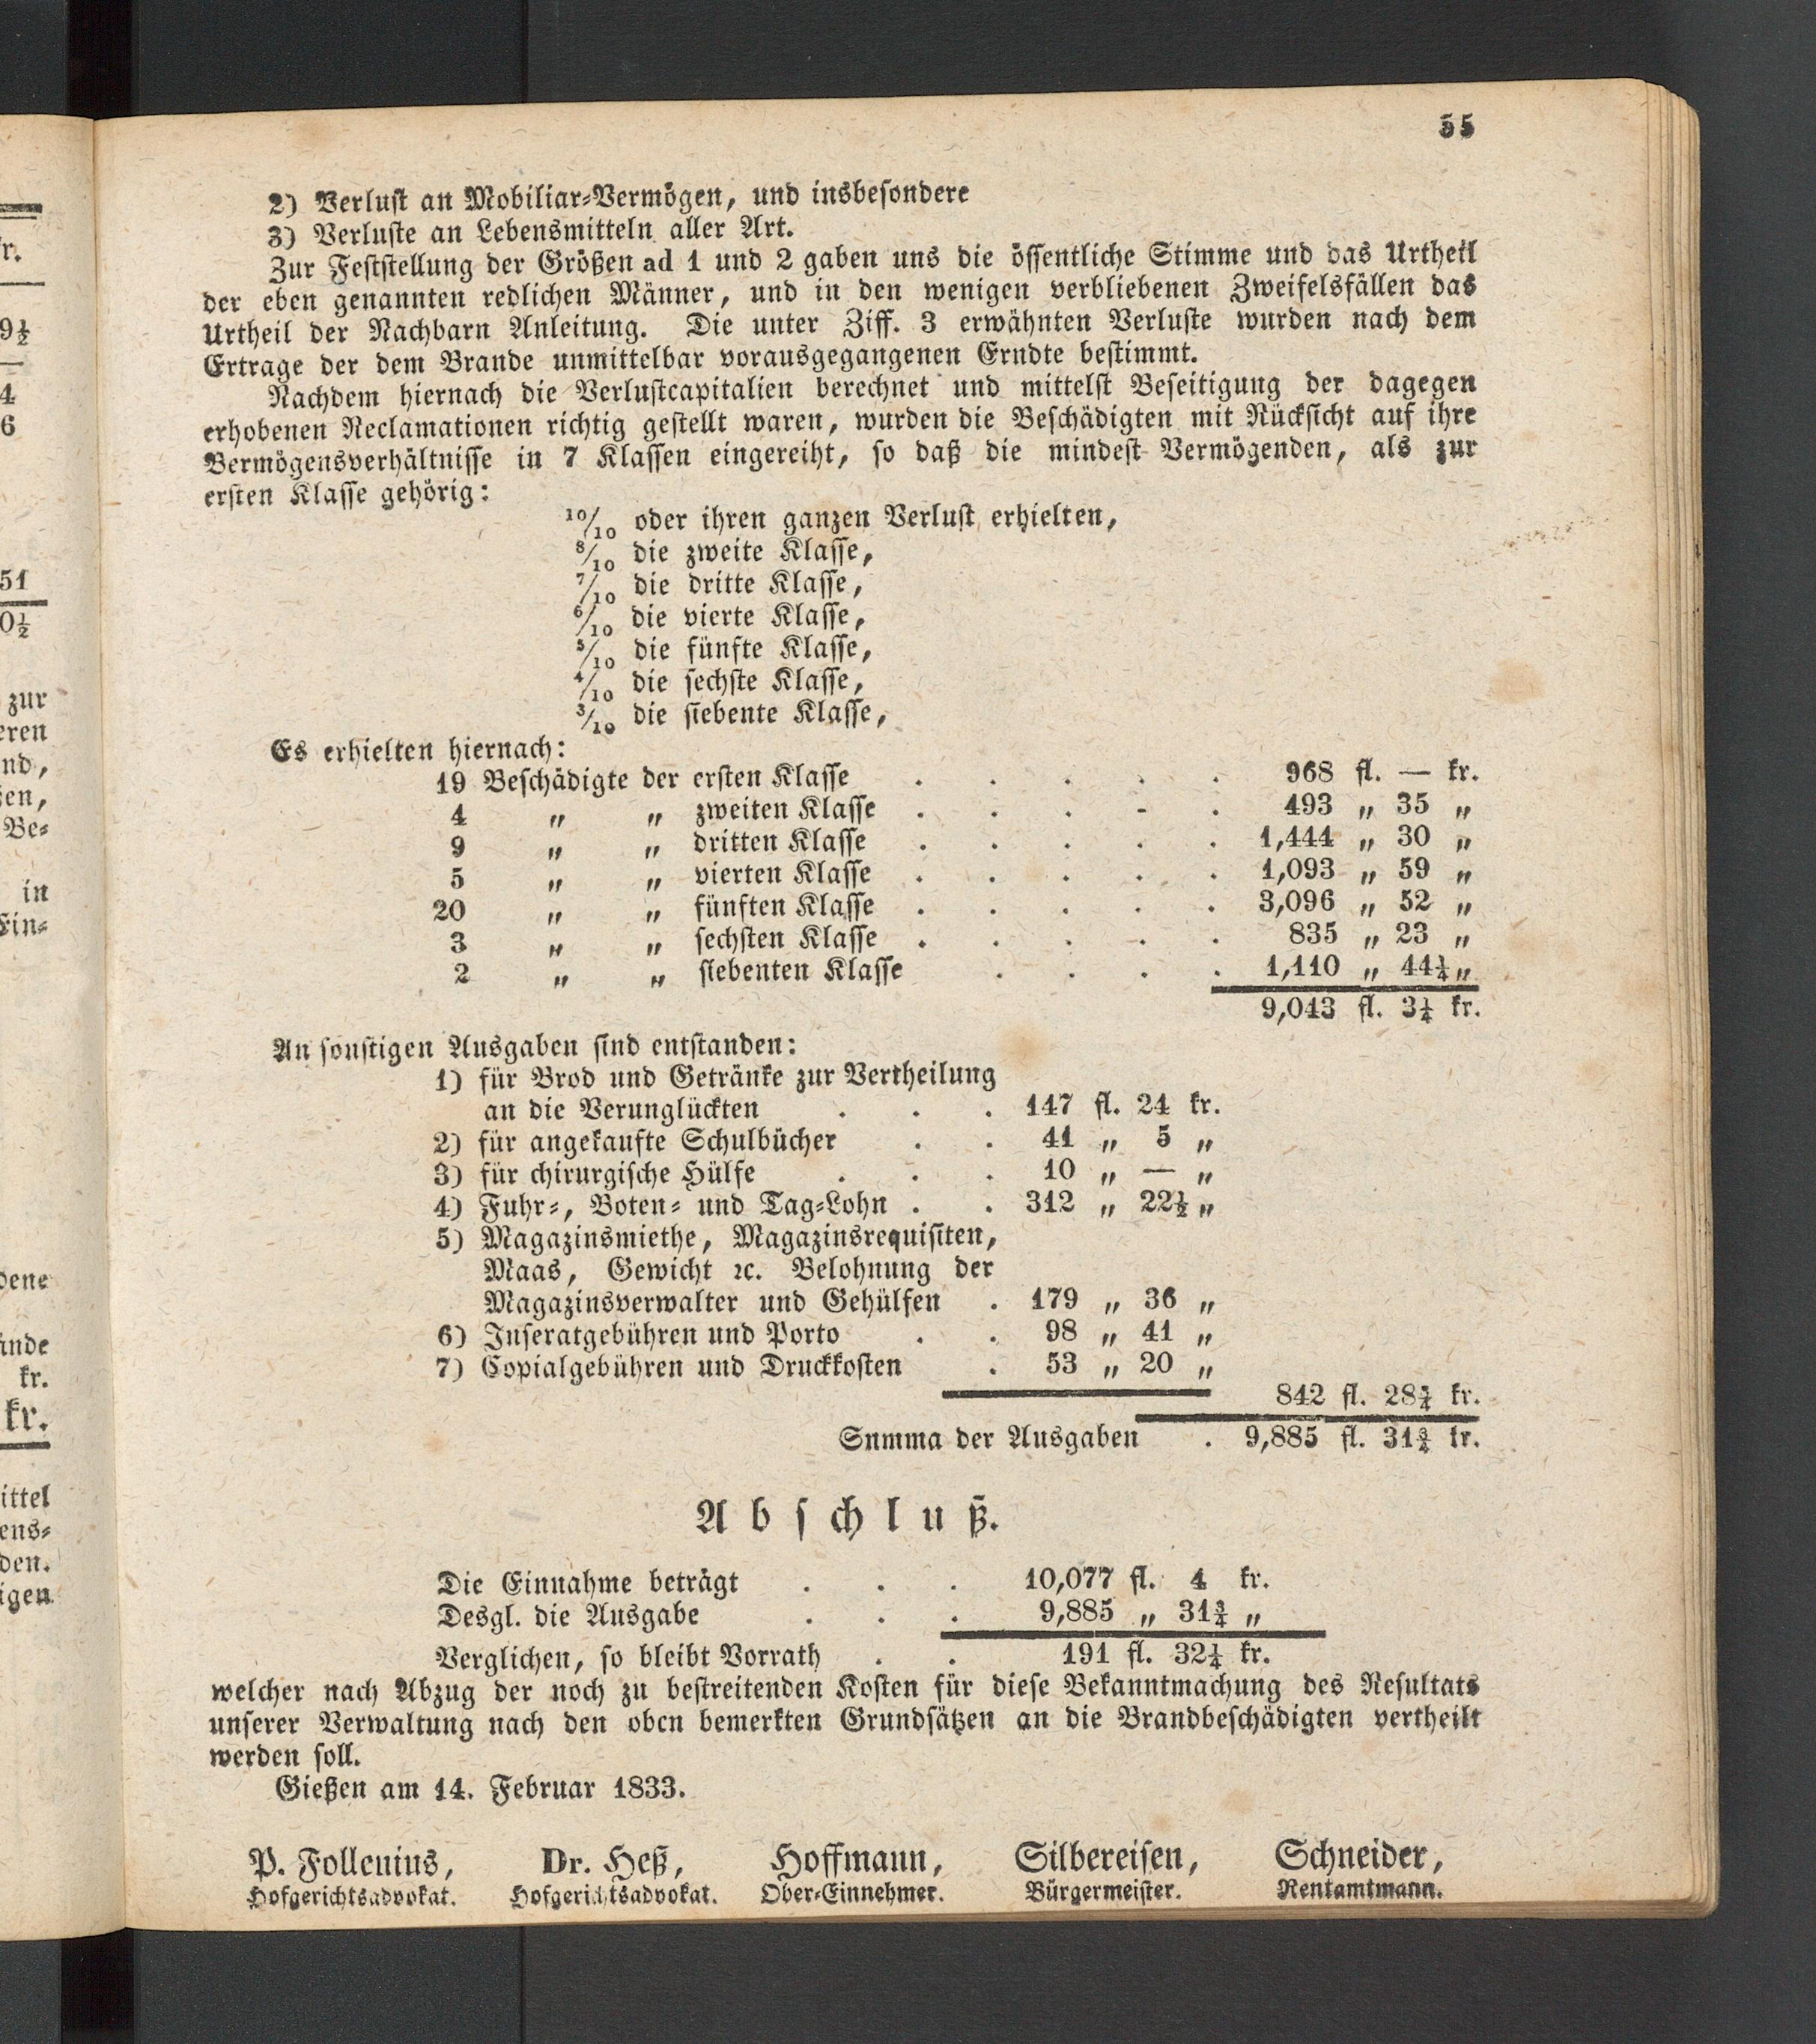 55
2) Verlust an Mobiliar-Vermögen, und insbesondere
3) Verluste an Lebensmitteln aller Art.
Zur Feststellung der Größen ad 1 und 2 gaben uns die össentliche Stimme und das Urtheil
der eben genannten redlichen Männer, und in den wenigen verbliebenen Zweifelsfällen das
Urtheil der Nachbarn Anleitung. Die unter Ziff. 3 erwähnten Verluste wurden nach dem
Ertrage der dem Brande unmittelbar vorausgegangenen Erndte bestimmt.
Nachdem hiernach die Verlustcapitalien berechnet und mittelst Beseitigung der dagegen
erhobenen Reclamationen richtig gestellt waren, wurden die Beschädigten mit Rücksicht auf ihre
Vermögensverhältnisse in 7 Klassen eingereiht, so daß die mindest Vermögenden, als zur
ersten Klasse gehörig:
10/10 oder ihren ganzen Verlust erhielten,
8/10 die zweite Klasse,
7/10 die dritte Klasse,
6/10 die vierte Klasse,
5/10 die fünfte Klasse,
4/10 die sechste Klasse,
3/10 die siebente Klasse,
Es erhielten hiernach:
19 Beschädigte der ersten Klasse . . . . . 968 fl. — kr.
4 „ „ zweiten Klasse . . . - . 493 „ 35 „
9 „ „ dritten Klasse . . . . . 1,444 „ 30 „
5 „ „ vierten Klasse . . . . . 1,093 „ 59 „
20 „ „ fünften Klasse . . . . . 3,096 „ 52 „
3 „ „ sechsten Klasse . . . . . 835 „ 23 „
2 „ „ siebenten Klasse . . . . 1,110 „ 44¼ „
9,043 fl. 3¼ kr.
An sonstigen Ausgaben sind entstanden:
1) für Brod und Getränke zur Vertheilung
an die Verunglückten . . . 147 fl. 24 kr.
2) für angekaufte Schulbücher . . 41 „ 5 „
3) für chirurgische Hülfe . . . 10 „ — „
4) Fuhr-, Boten- und Tag-Lohn . . 312 „ 22½ „
5) Magazinsmiethe, Magazinsrequisiten,
Maas, Gewicht ꝛc. Belohnung der
Magazinsverwalter und Gehülfen . 179 „ 36 „
6) Inseratgebühren und Porto . . 98 „ 41 „
7) Copialgebühren und Druckkosten . 53 „ 20 „
842 fl. 28¾ kr.
Snmma der Ausgaben . 9,885 fl. 31¾ kr.
Abschluß.
Die Einnahme beträgt . . . 10,077 fl. 4 kr.
Desgl. die Ausgabe . . . 9,885 „ 31¾ „
Verglichen, so bleibt Vorrath . . 191 fl. 32¼ kr.
welcher nach Abzug der noch zu bestreitenden Kosten für diese Bekanntmachung des Resultats
unserer Verwaltung nach den oben bemerkten Grundsätzen an die Brandbeschädigten vertheilt
werden soll.
Gießen am 14. Februar 1833.
P. Follenius, Dr. Heß, Hoffmann, Silbereisen, Schneider,
Hofgerichtsadvokat. Hofgerichtsadvokat. Ober-Einnehmer. Bürgermeister. Rentamtmann.